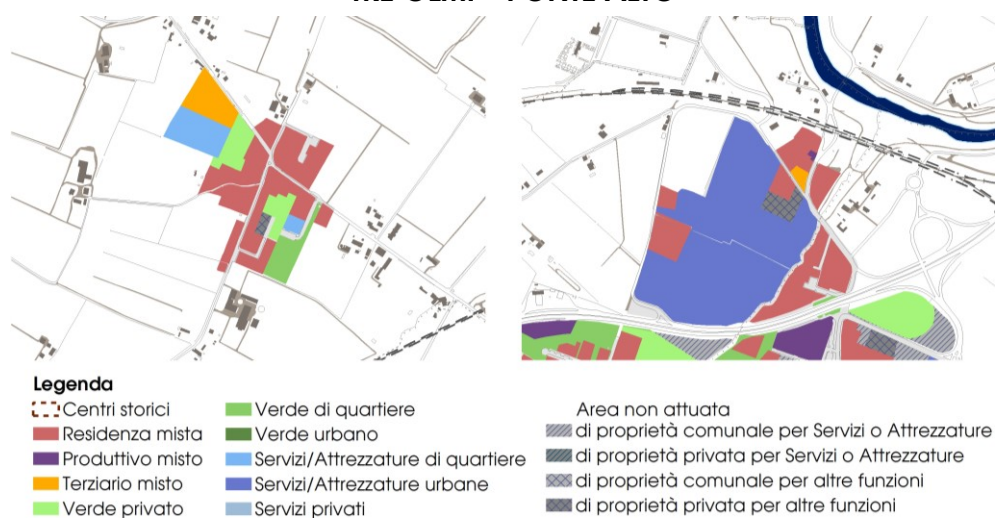 Legenda
Centri storici
Residenza mista
Produttivo misto
Terziario misto
Verde privato
Verde di quartiere
Verde urbano
Servizi/Attrezzature di quartiere
Servizi/Attrezzature urbane
Servizi privati
Area non attuata
di proprietà comunale per Servizi o Attrezzature
di proprietà privata per Servizi o Attrezzature
di proprietà comunale per altre funzioni
di proprietà privata per altre funzioni